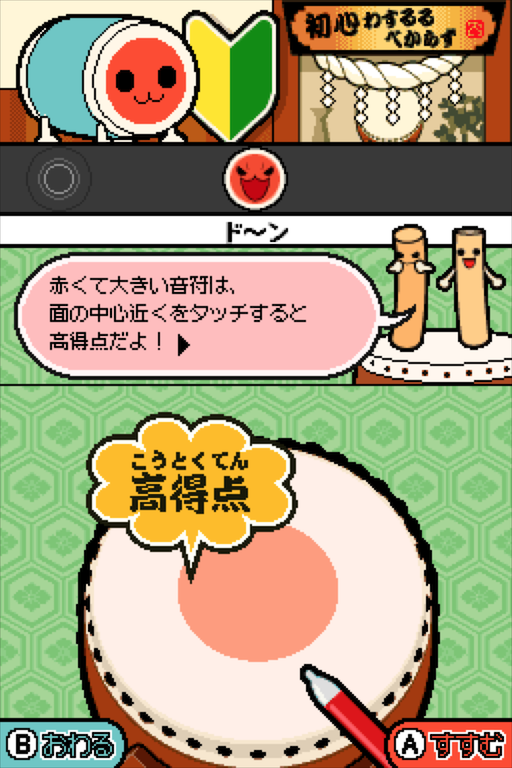 初心わするる
べからず
ド〜ン
赤くて大きい音符は、
面の中心近くをタッチすると
高得点だよ！
こうとくてん
高得点
B おわる
A すすむ